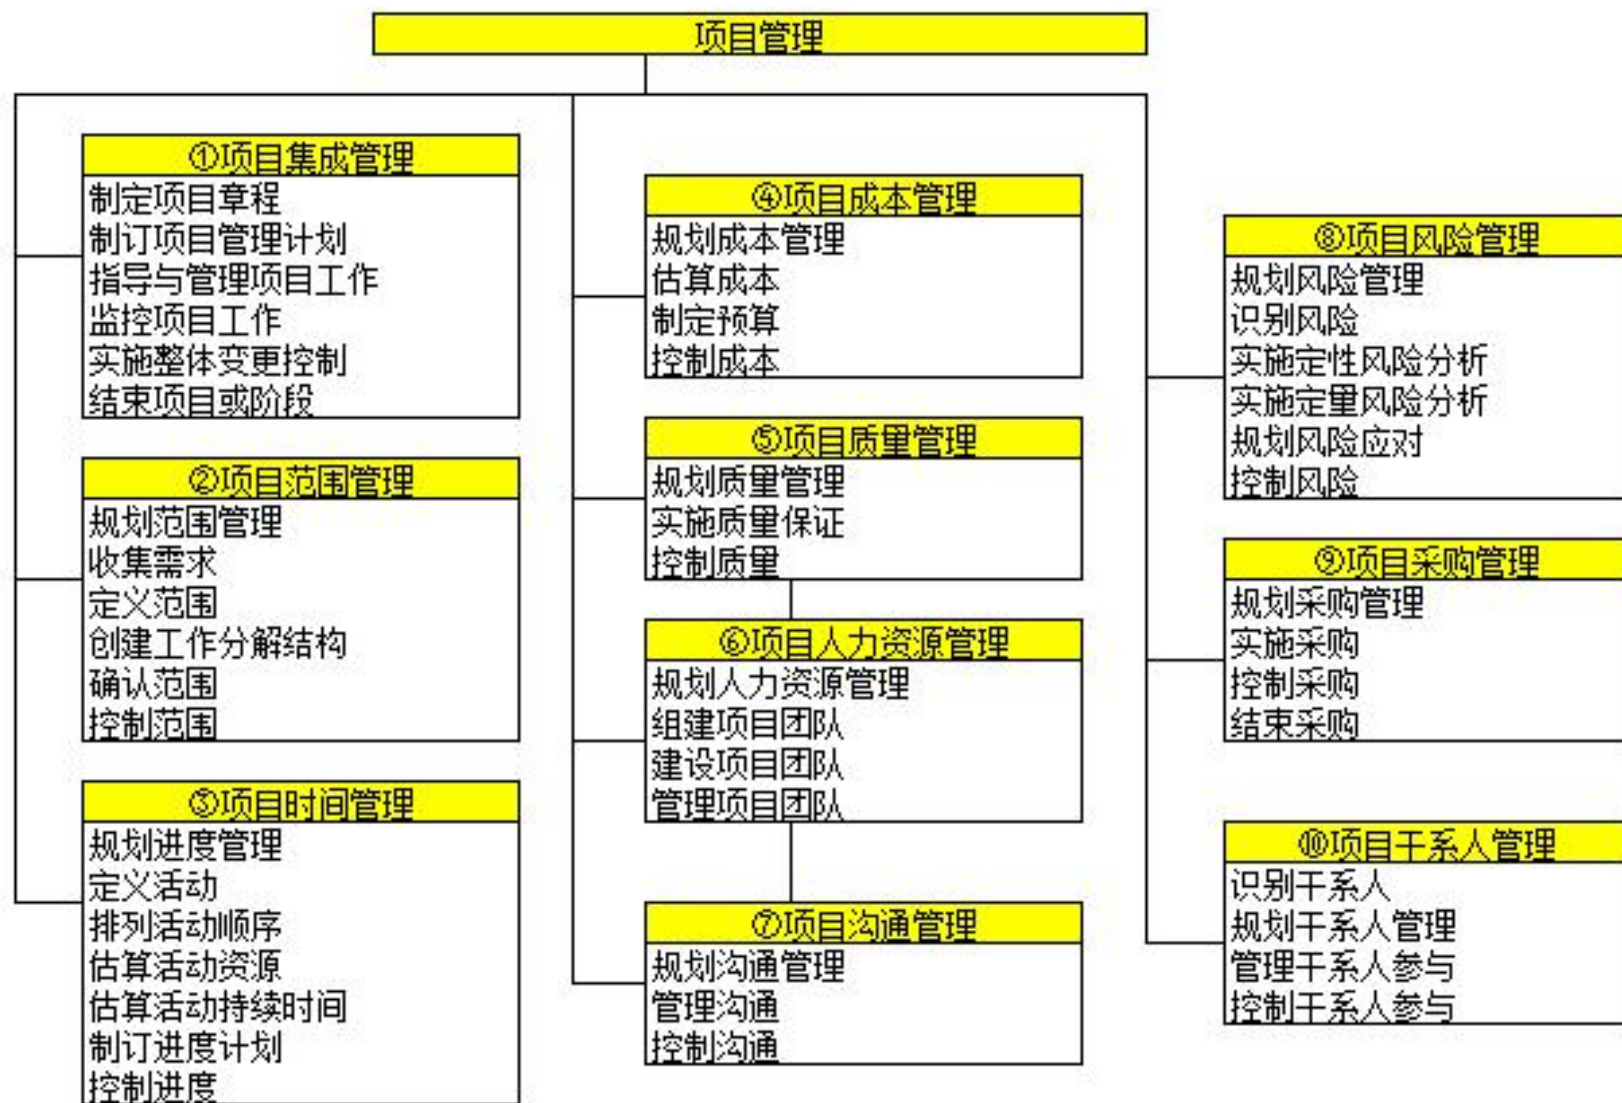 项目管理
①项目集成管理
制定项目章程
制订项目管理计划
指导与管理项目工作
监控项目工作
实施整体变更控制
结束项目或阶段
②项目范围管理
规划范围管理
收集需求
定义范围
创建工作分解结构
确认范围
控制范围
③项目时间管理
规划进度管理
定义活动
排列活动顺序
估算活动资源
估算活动持续时间
制订进度计划
控制进度
④项目成本管理
规划成本管理
估算成本
制定预算
控制成本
⑤项目质量管理
规划质量管理
实施质量保证
控制质量
⑥项目人力资源管理
规划人力资源管理
组建项目团队
建设项目团队
管理项目团队
⑦项目沟通管理
规划沟通管理
管理沟通
控制沟通
⑧项目风险管理
规划风险管理
识别风险
实施定性风险分析
实施定量风险分析
规划风险应对
控制风险
⑨项目采购管理
规划采购管理
实施采购
控制采购
结束采购
⑩项目干系人管理
识别干系人
规划干系人管理
管理干系人参与
控制干系人参与